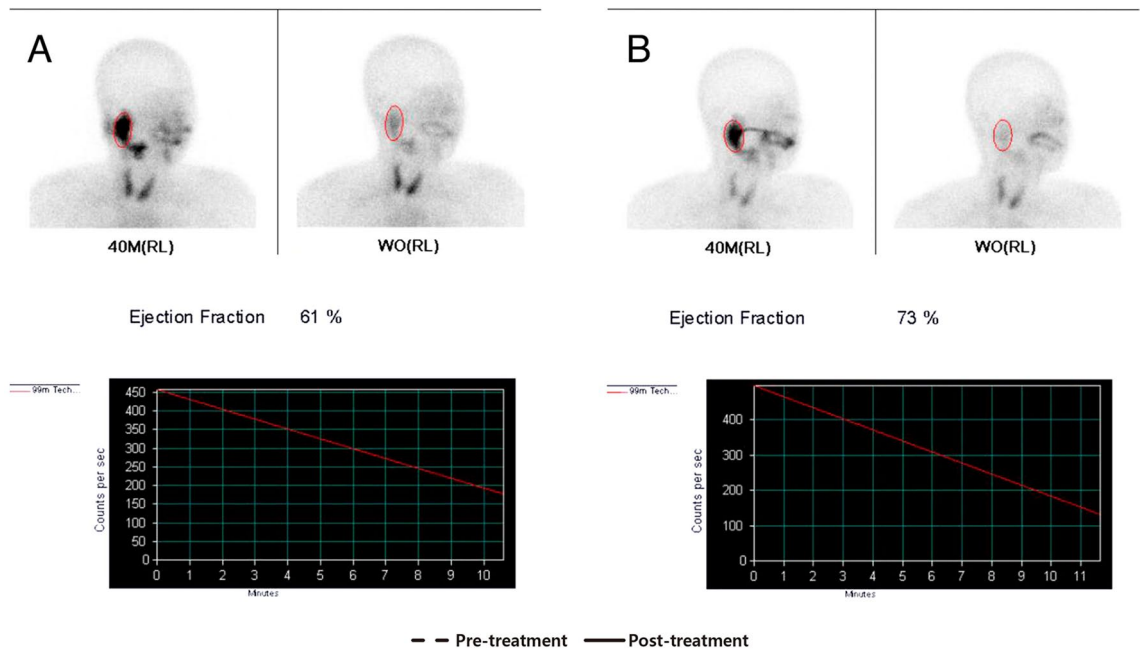 A
B
40M(RL)
WO(RL)
40M(RL)
WO(RL)
Ejection Fraction 61 %
Ejection Fraction 73 %
99m Tech...
450
400
350
300
250
200
150
100
50
0
Counts per sec
0 1 2 3 4 5 6 7 8 9 10
Minutes
99m Tech...
400
300
200
100
0
Counts per sec
0 1 2 3 4 5 6 7 8 9 10 11
Minutes
Pre-treatment Post-treatment